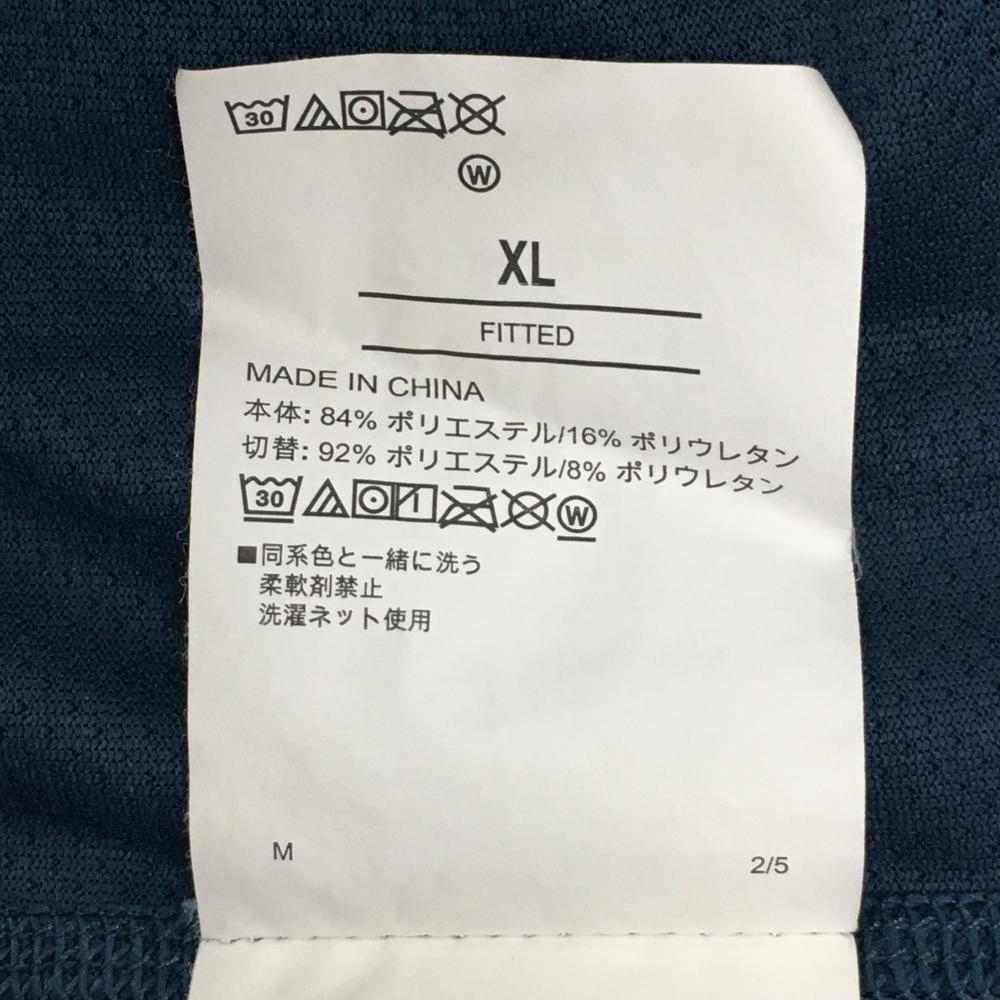 30
W
XL
FITTED
MADE IN CHINA
本体: 84% ポリエステル/16% ポリウレタン
切替: 92% ポリエステル/8% ポリウレタン
30 W
■同系色と一緒に洗う
柔軟剤禁止
洗濯ネット使用
M 2/5